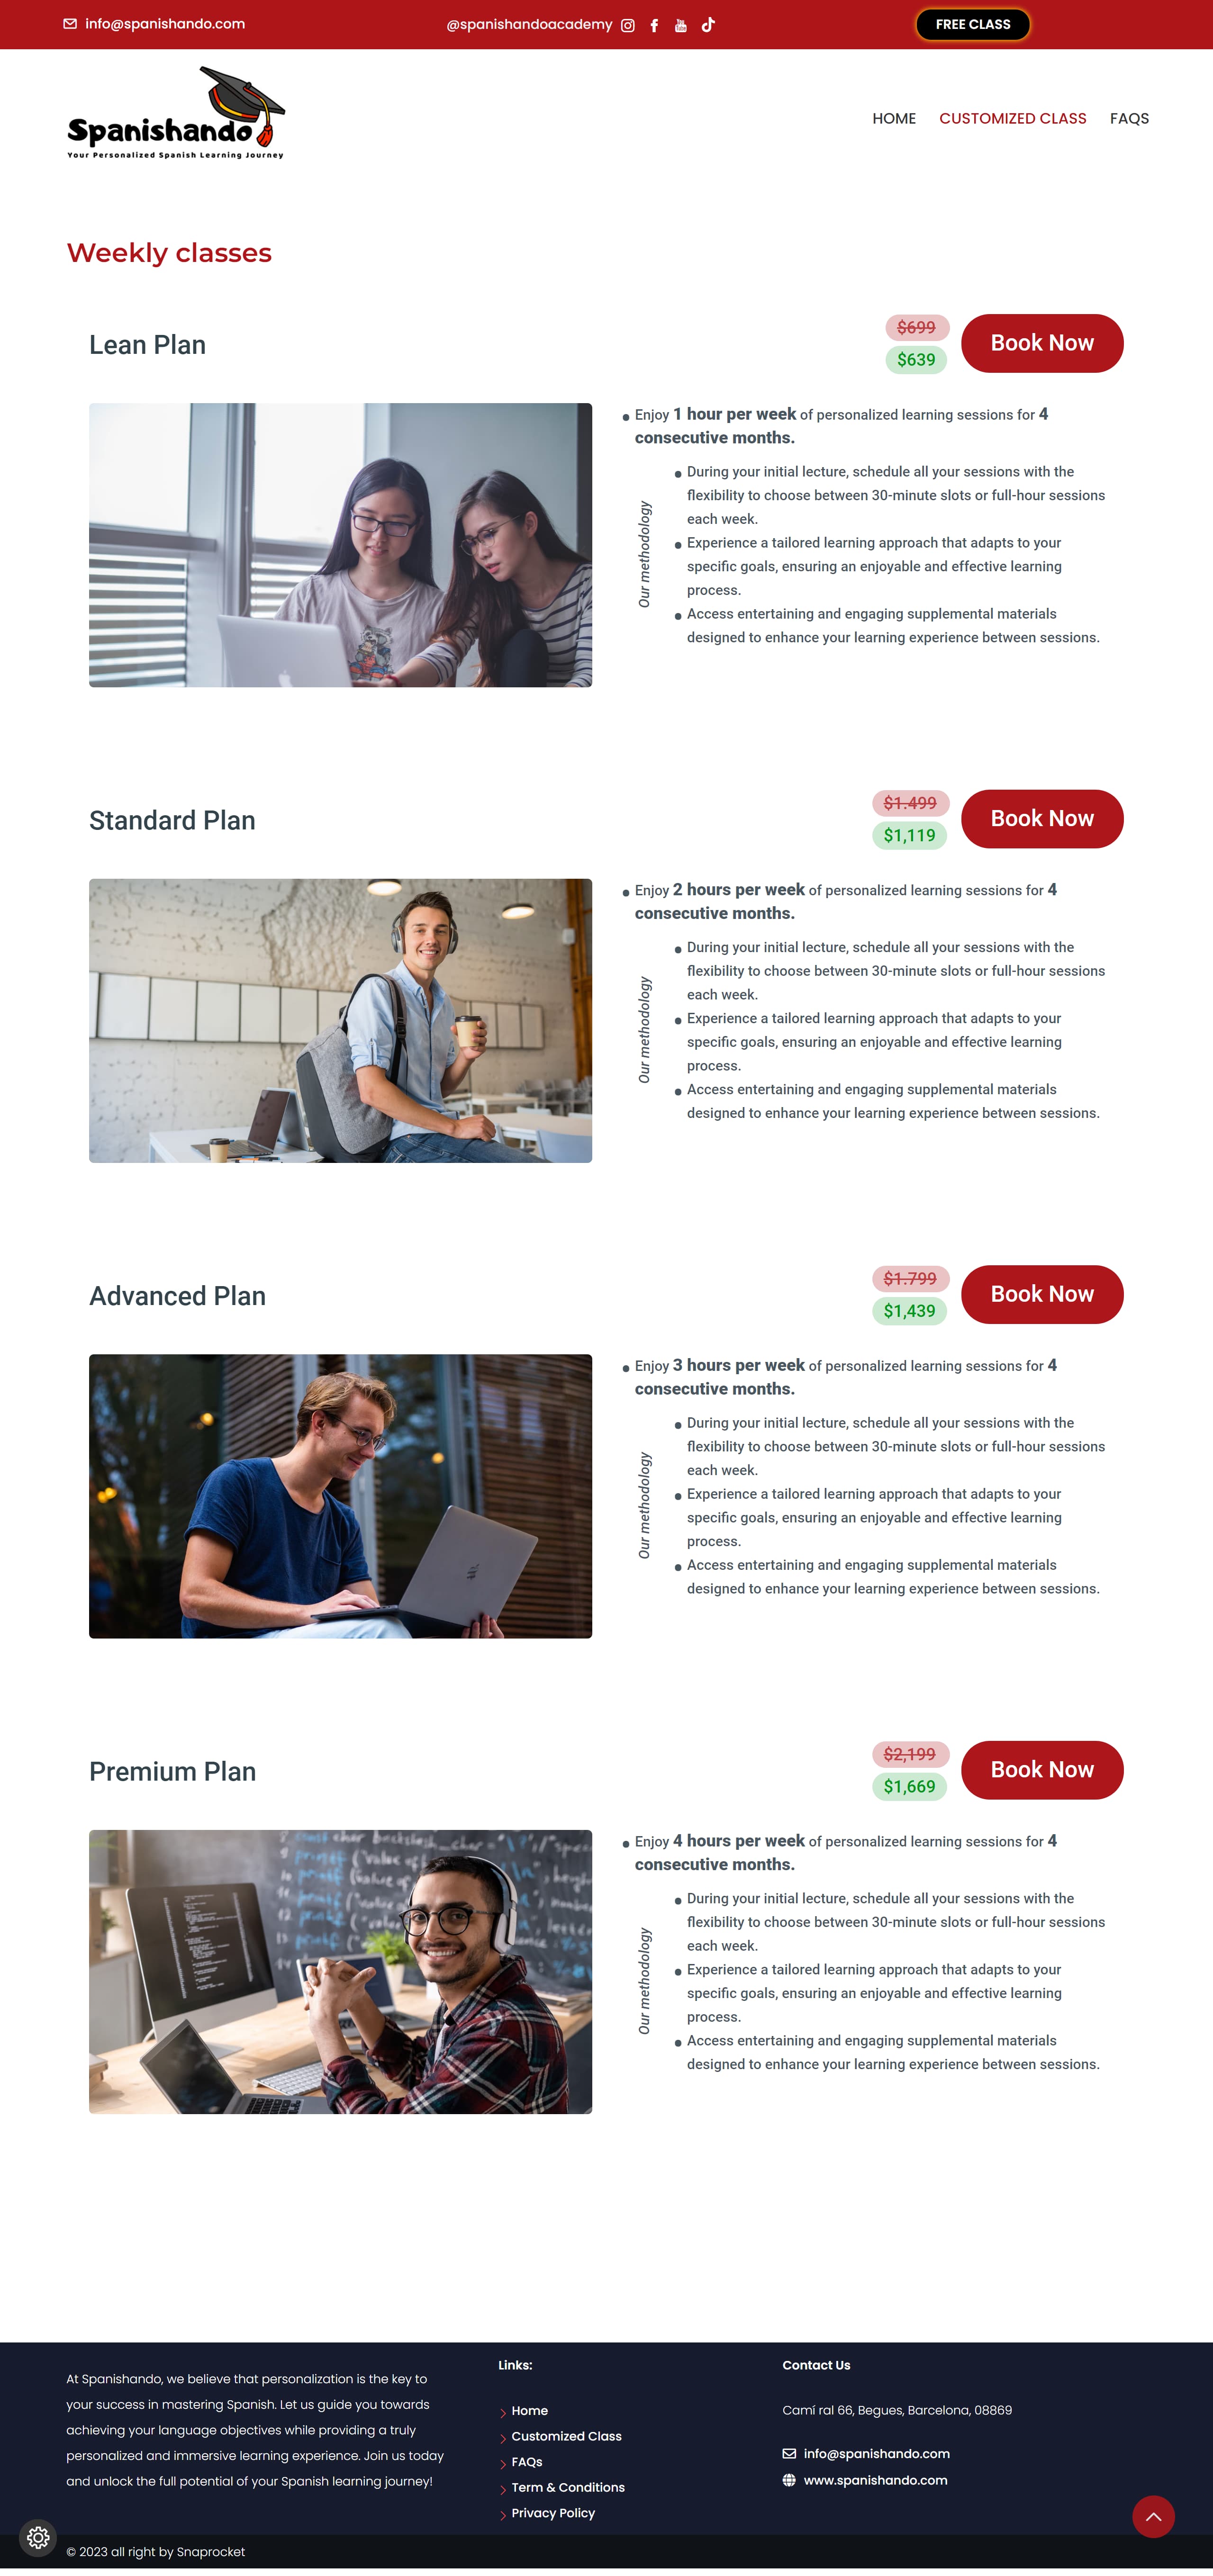 info@spanishando.com
@spanishandoacademy
FREE CLASS
Spanishando
Your Personalized Spanish Learning Journey
HOME
CUSTOMIZED CLASS
FAQS
Weekly classes
Lean Plan
$699
$639
Book Now
Enjoy 1 hour per week of personalized learning sessions for 4
consecutive months.
Our methodology
During your initial lecture, schedule all your sessions with the
flexibility to choose between 30-minute slots or full-hour sessions
each week.
Experience a tailored learning approach that adapts to your
specific goals, ensuring an enjoyable and effective learning
process.
Access entertaining and engaging supplemental materials
designed to enhance your learning experience between sessions.
Standard Plan
$1.499
$1,119
Book Now
Enjoy 2 hours per week of personalized learning sessions for 4
consecutive months.
Our methodology
During your initial lecture, schedule all your sessions with the
flexibility to choose between 30-minute slots or full-hour sessions
each week.
Experience a tailored learning approach that adapts to your
specific goals, ensuring an enjoyable and effective learning
process.
Access entertaining and engaging supplemental materials
designed to enhance your learning experience between sessions.
Advanced Plan
$1.799
$1,439
Book Now
Enjoy 3 hours per week of personalized learning sessions for 4
consecutive months.
Our methodology
During your initial lecture, schedule all your sessions with the
flexibility to choose between 30-minute slots or full-hour sessions
each week.
Experience a tailored learning approach that adapts to your
specific goals, ensuring an enjoyable and effective learning
process.
Access entertaining and engaging supplemental materials
designed to enhance your learning experience between sessions.
Premium Plan
$2,199
$1,669
Book Now
Enjoy 4 hours per week of personalized learning sessions for 4
consecutive months.
Our methodology
During your initial lecture, schedule all your sessions with the
flexibility to choose between 30-minute slots or full-hour sessions
each week.
Experience a tailored learning approach that adapts to your
specific goals, ensuring an enjoyable and effective learning
process.
Access entertaining and engaging supplemental materials
designed to enhance your learning experience between sessions.
At Spanishando, we believe that personalization is the key to
your success in mastering Spanish. Let us guide you towards
achieving your language objectives while providing a truly
personalized and immersive learning experience. Join us today
and unlock the full potential of your Spanish learning journey!
Links:
Home
Customized Class
FAQs
Term & Conditions
Privacy Policy
Contact Us
Camí ral 66, Begues, Barcelona, 08869
info@spanishando.com
www.spanishando.com
© 2023 all right by Snaprocket